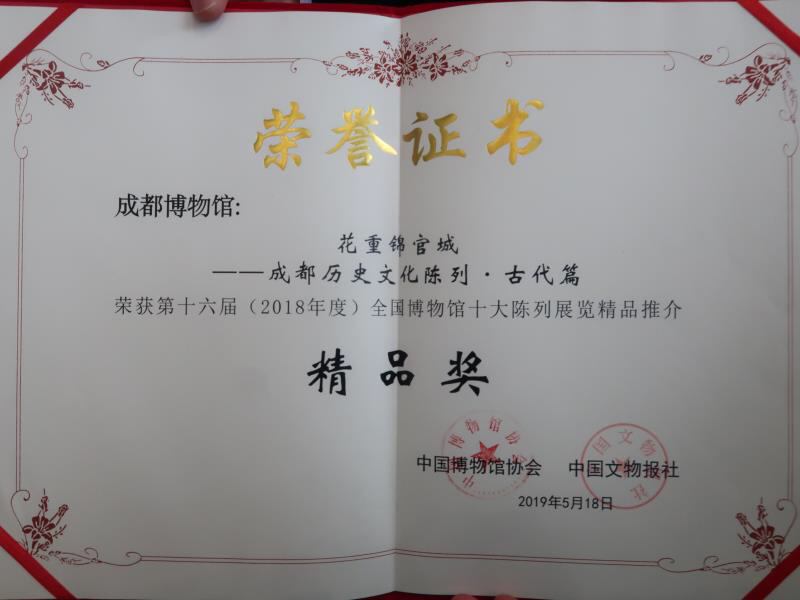 荣誉证书
成都博物馆:
花重锦官城
——成都历史文化陈列·古代篇
荣获第十六届（2018年度）全国博物馆十大陈列展览精品推介
精品奖
中国博物馆协会 中国文物报社
2019年5月18日